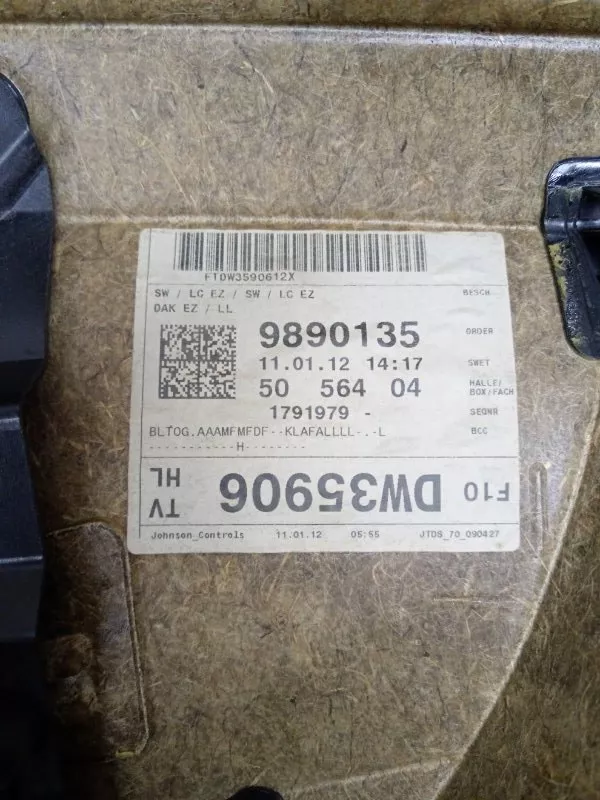 FT0W3590612X
SW / LC EZ / SW / LC EZ BESCH
DAK EZ / LL
9890135 ORDER
11.01.12 14:17 SWET
50 564 04 HALLE/
BOX/FACH
1791979 - SEQNR
BLTOG.AAAMFMFDF--KLAFALLLL-.-L BCC
-----------H--------
TV
HL
DW35906
F10
Johnson_Controls 11.01.12 05:55 JTDS_70_090427